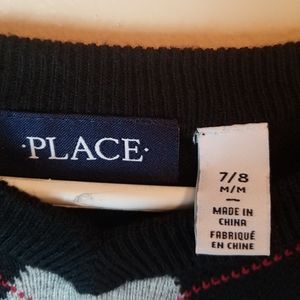 ·PLACE·
7/8
M/M
MADE IN
CHINA
FABRIQUÉ
EN CHINE